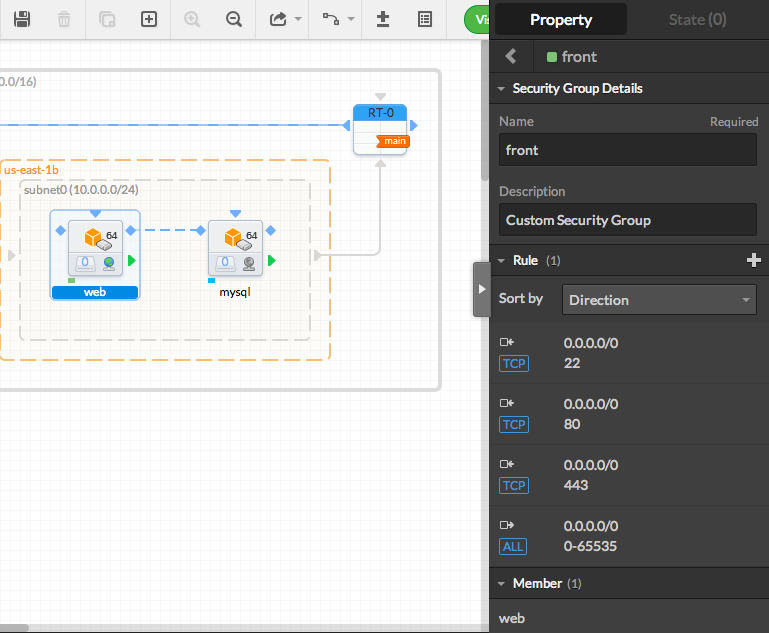 Vis
0.0/16)
RT-0
main
us-east-1b
subnet0 (10.0.0.0/24)
64
0
web
64
0
mysql
Property
State (0)
front
Security Group Details
Name
Required
front
Description
Custom Security Group
Rule (1)
Sort by
Direction
0.0.0.0/0
TCP
22
0.0.0.0/0
TCP
80
0.0.0.0/0
TCP
443
0.0.0.0/0
ALL
0-65535
Member (1)
web